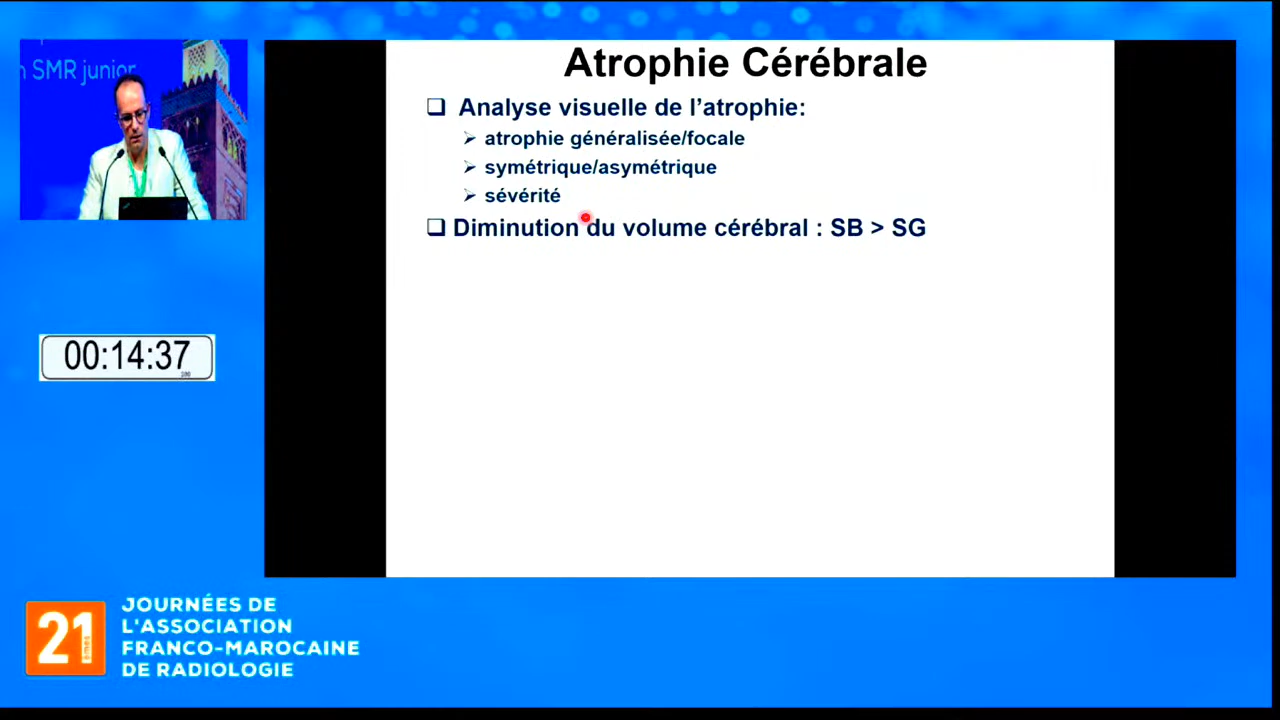 n SMR junior
Atrophie Cérébrale
❑ Analyse visuelle de l’atrophie:
➢ atrophie généralisée/focale
➢ symétrique/asymétrique
➢ sévérité
❑ Diminution du volume cérébral : SB > SG
00:14:37
21 èmes
JOURNÉES DE
L'ASSOCIATION
FRANCO-MAROCAINE
DE RADIOLOGIE